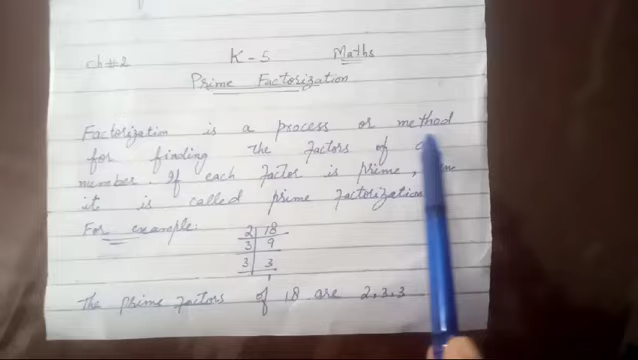 Ch#2 K-5 Maths
Prime Factorization
Factorization is a process or method
for finding the factors of
number. If each factor is prime,
it is called prime factorization
For example:
2 18
3 9
3 3
1
The prime factors of 18 are 2,3,3